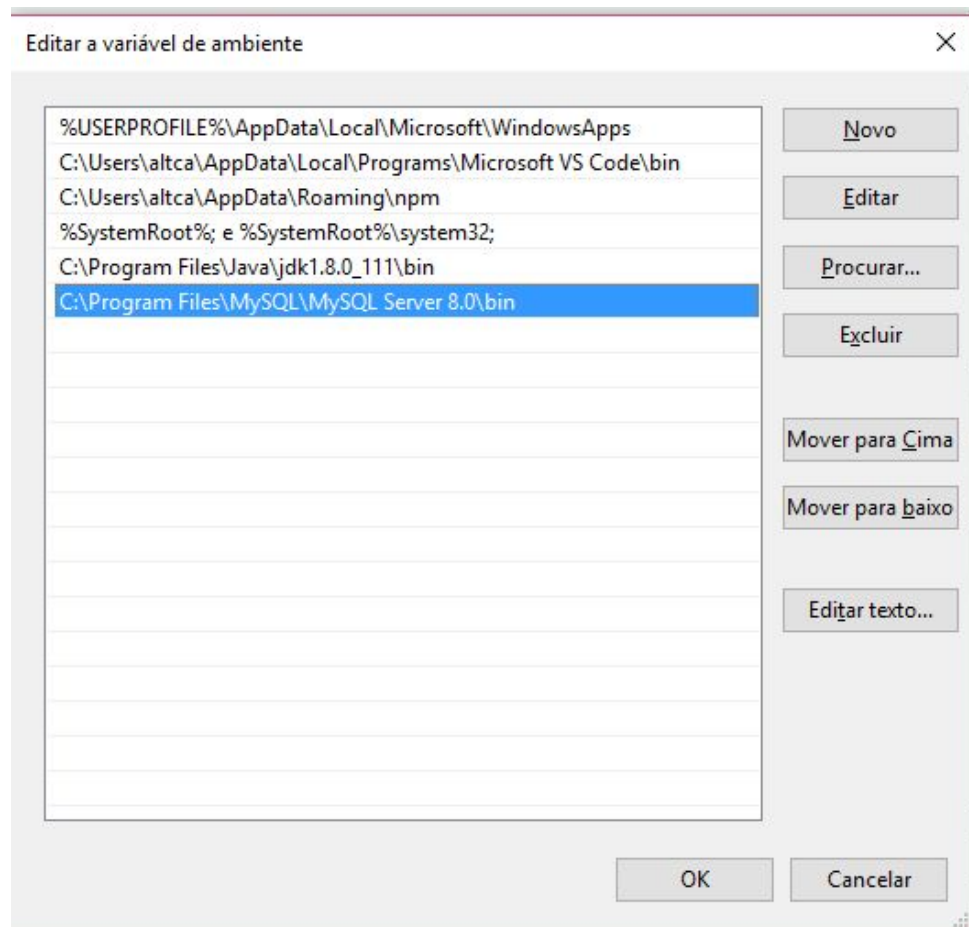 Editar a variável de ambiente
%USERPROFILE%\AppData\Local\Microsoft\WindowsApps
C:\Users\altca\AppData\Local\Programs\Microsoft VS Code\bin
C:\Users\altca\AppData\Roaming\npm
%SystemRoot%; e %SystemRoot%\system32;
C:\Program Files\Java\jdk1.8.0_111\bin
C:\Program Files\MySQL\MySQL Server 8.0\bin
Novo
Editar
Procurar...
Excluir
Mover para Cima
Mover para baixo
Editar texto...
OK
Cancelar